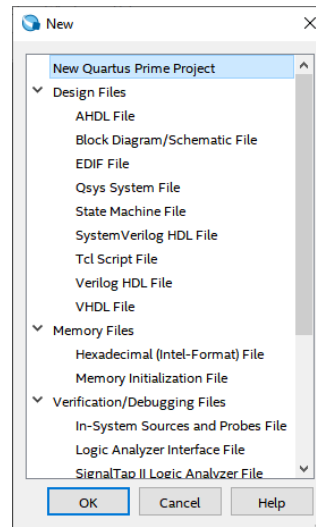 New
New Quartus Prime Project
Design Files
AHDL File
Block Diagram/Schematic File
EDIF File
Qsys System File
State Machine File
SystemVerilog HDL File
Tcl Script File
Verilog HDL File
VHDL File
Memory Files
Hexadecimal (Intel-Format) File
Memory Initialization File
Verification/Debugging Files
In-System Sources and Probes File
Logic Analyzer Interface File
SignalTap II Logic Analyzer File
OK Cancel Help